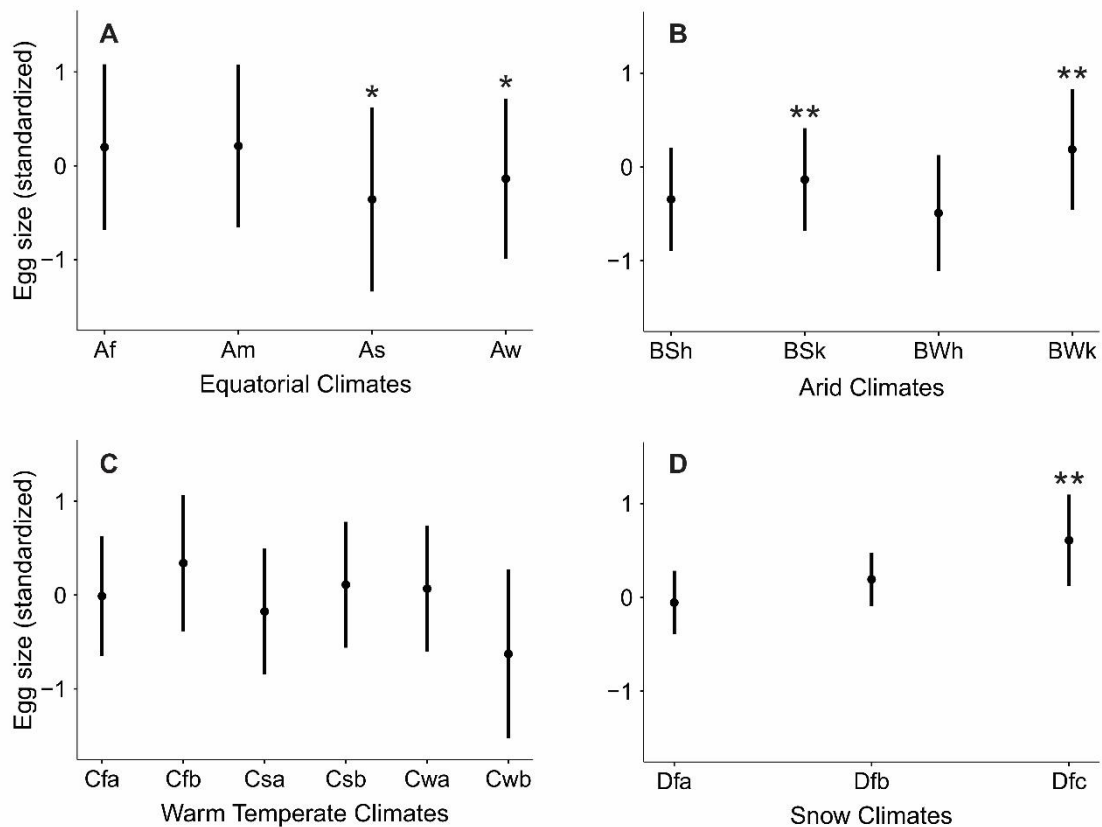 A
Egg size (standardized)
1
0
−1
*
*
Af Am As Aw
Equatorial Climates
B
1
0
−1
**
**
BSh BSk BWh BWk
Arid Climates
C
Egg size (standardized)
1
0
−1
Cfa Cfb Csa Csb Cwa Cwb
Warm Temperate Climates
D
1
0
−1
**
Dfa Dfb Dfc
Snow Climates